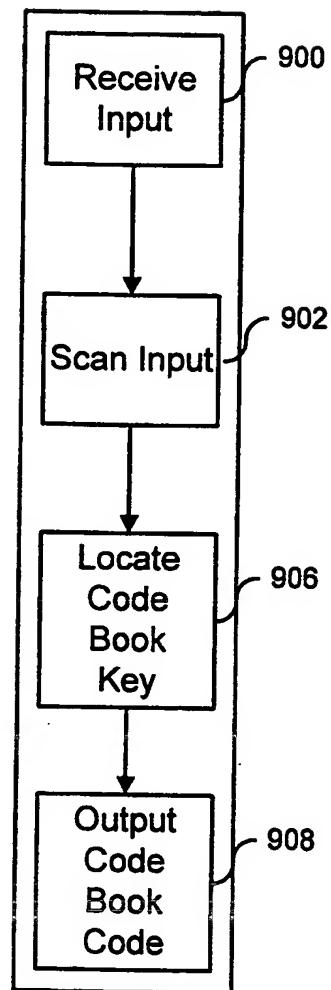 Receive
Input
900
Scan Input
902
Locate
Code
Book
Key
906
Output
Code
Book
Code
908